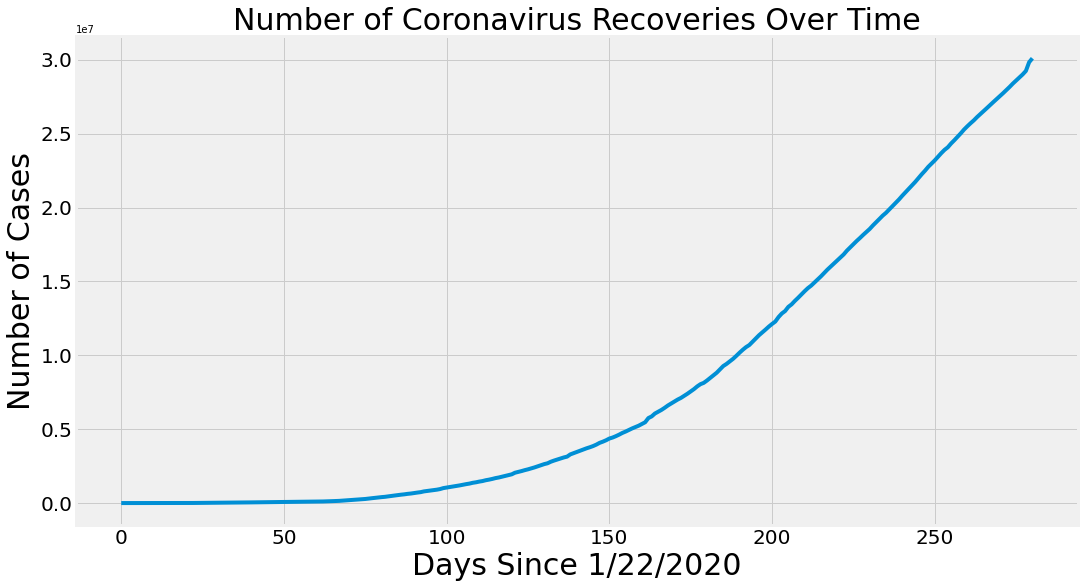 Number of Coronavirus Recoveries Over Time
1e7
3.0
2.5
2.0
1.5
1.0
0.5
0.0
Number of Cases
0 50 100 150 200 250
Days Since 1/22/2020